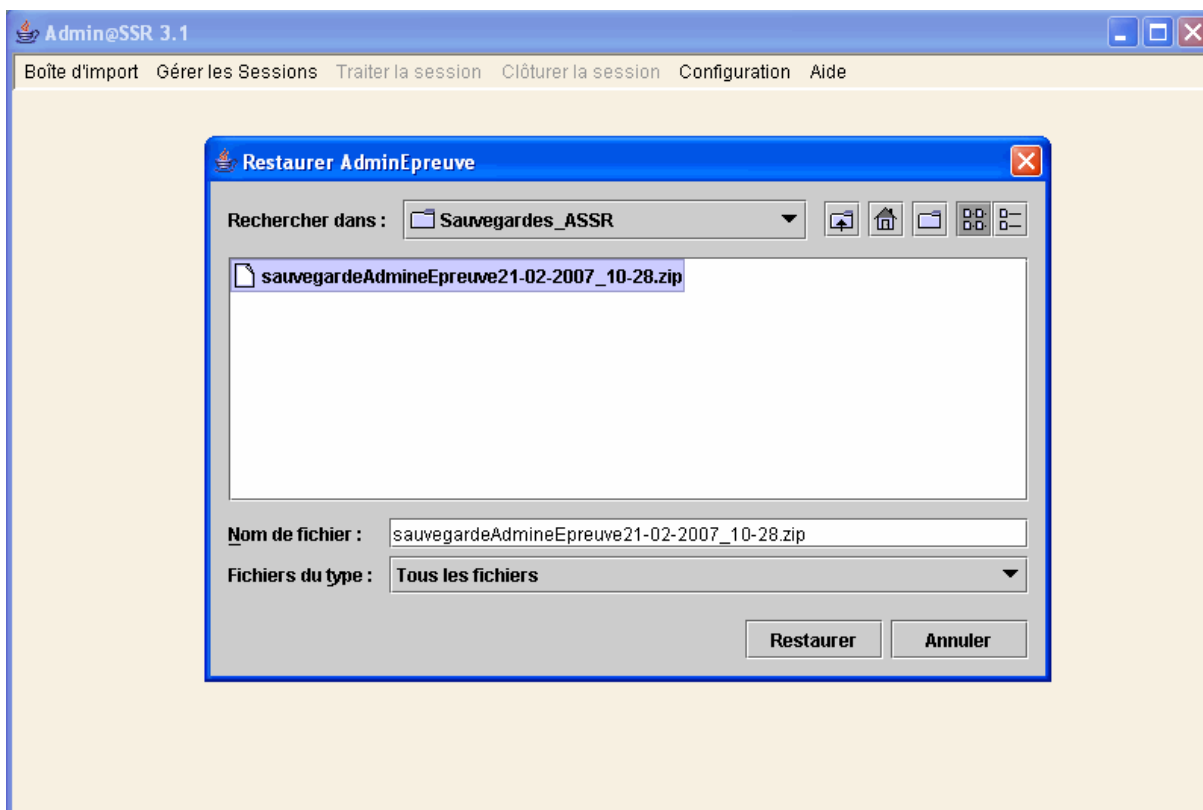 Admin@SSR 3.1
Boîte d'import Gérer les Sessions Traiter la session Clôturer la session Configuration Aide
Restaurer AdminEpreuve
Rechercher dans : Sauvegardes_ASSR
sauvegardeAdmineEpreuve21-02-2007_10-28.zip
Nom de fichier : sauvegardeAdmineEpreuve21-02-2007_10-28.zip
Fichiers du type : Tous les fichiers
Restaurer Annuler